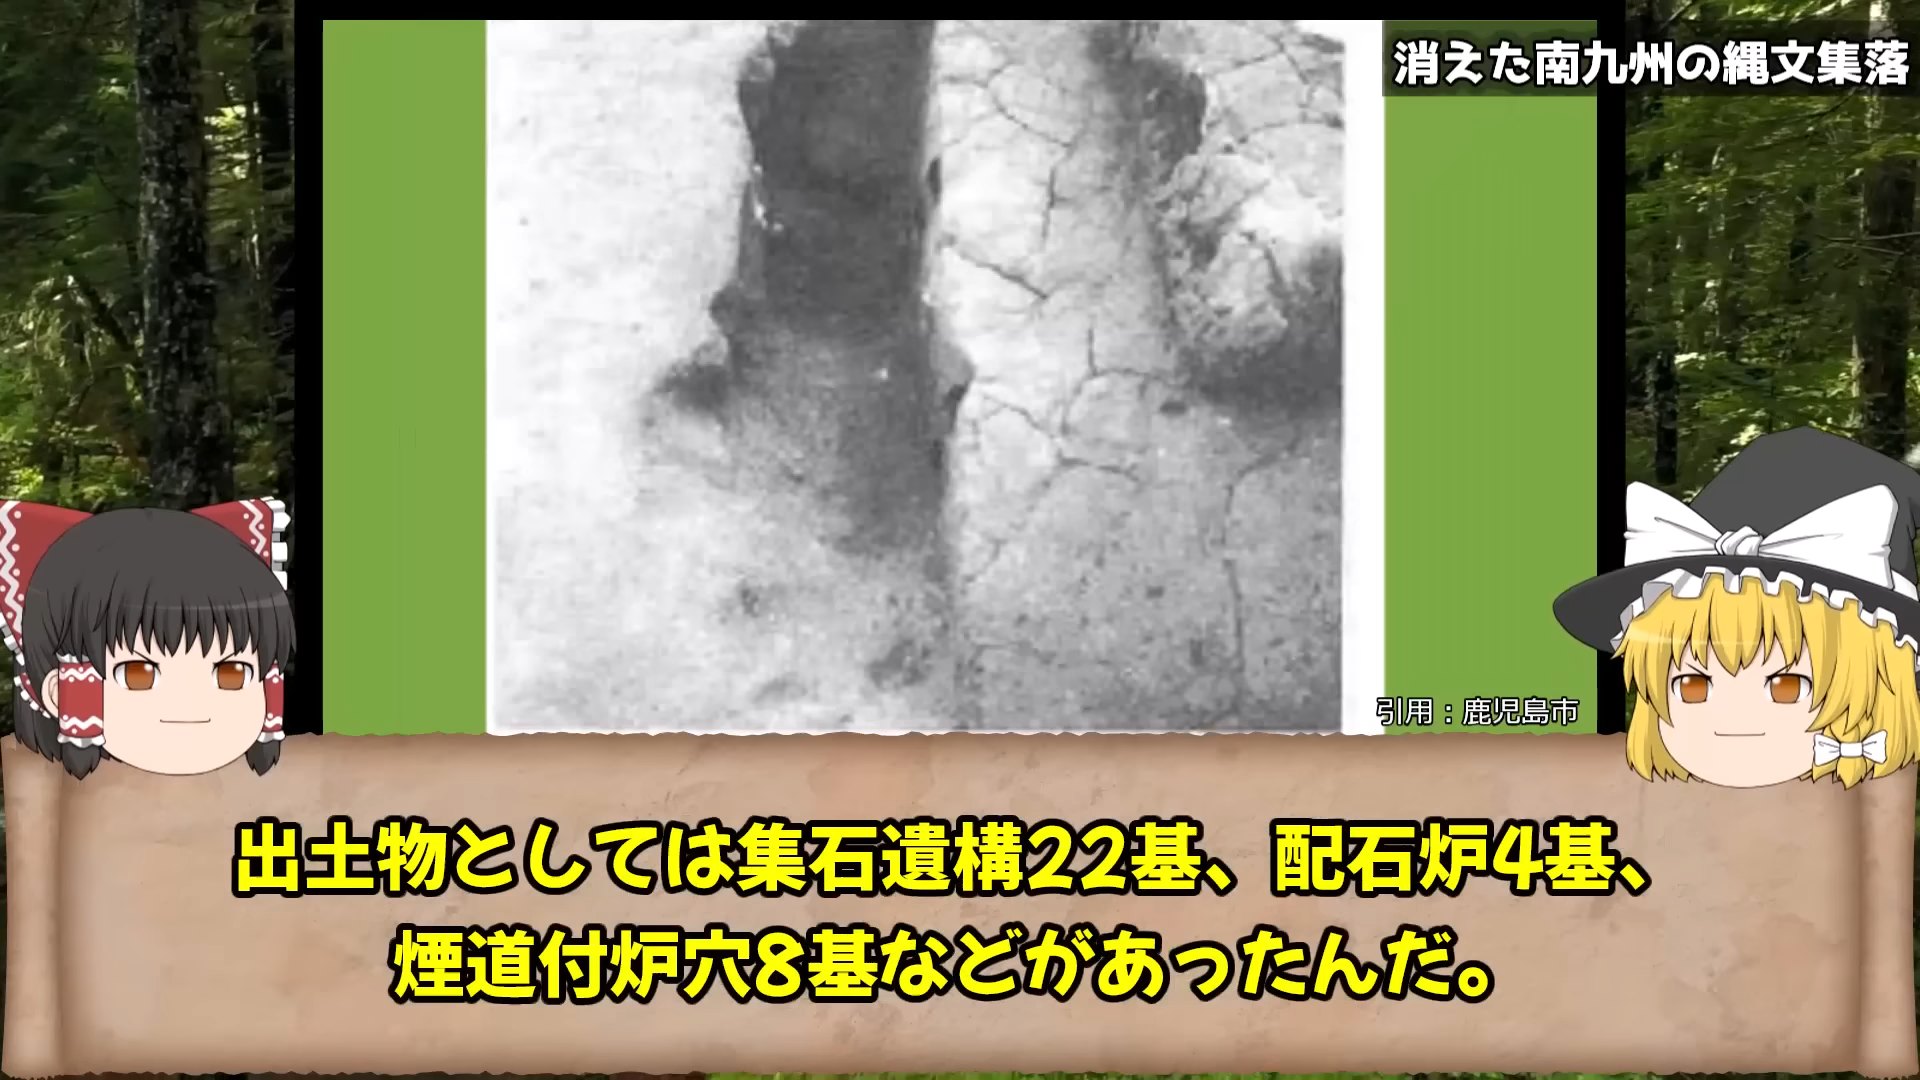 消えた南九州の縄文集落
引用：鹿児島市
出土物としては集石遺構22基、配石炉4基、
煙道付炉穴8基などがあったんだ。